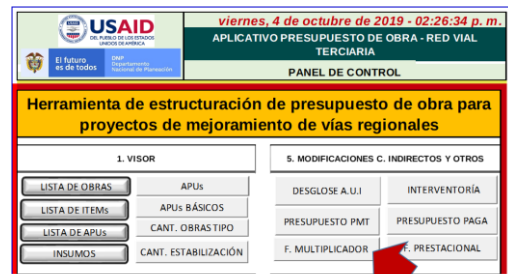 USAID
DEL PUEBLO DE LOS ESTADOS
UNIDOS DE AMÉRICA
El futuro
es de todos
DNP
Departamento
Nacional de Planeación
viernes, 4 de octubre de 2019 - 02:26:34 p. m.
APLICATIVO PRESUPUESTO DE OBRA - RED VIAL
TERCIARIA
PANEL DE CONTROL
Herramienta de estructuración de presupuesto de obra para
proyectos de mejoramiento de vías regionales
1. VISOR
LISTA DE OBRAS
APUs
LISTA DE ITEMs
APUs BÁSICOS
LISTA DE APUs
CANT. OBRAS TIPO
INSUMOS
CANT. ESTABILIZACIÓN
5. MODIFICACIONES C. INDIRECTOS Y OTROS
DESGLOSE A.U.I
INTERVENTORÍA
PRESUPUESTO PMT
PRESUPUESTO PAGA
F. MULTIPLICADOR
F. PRESTACIONAL